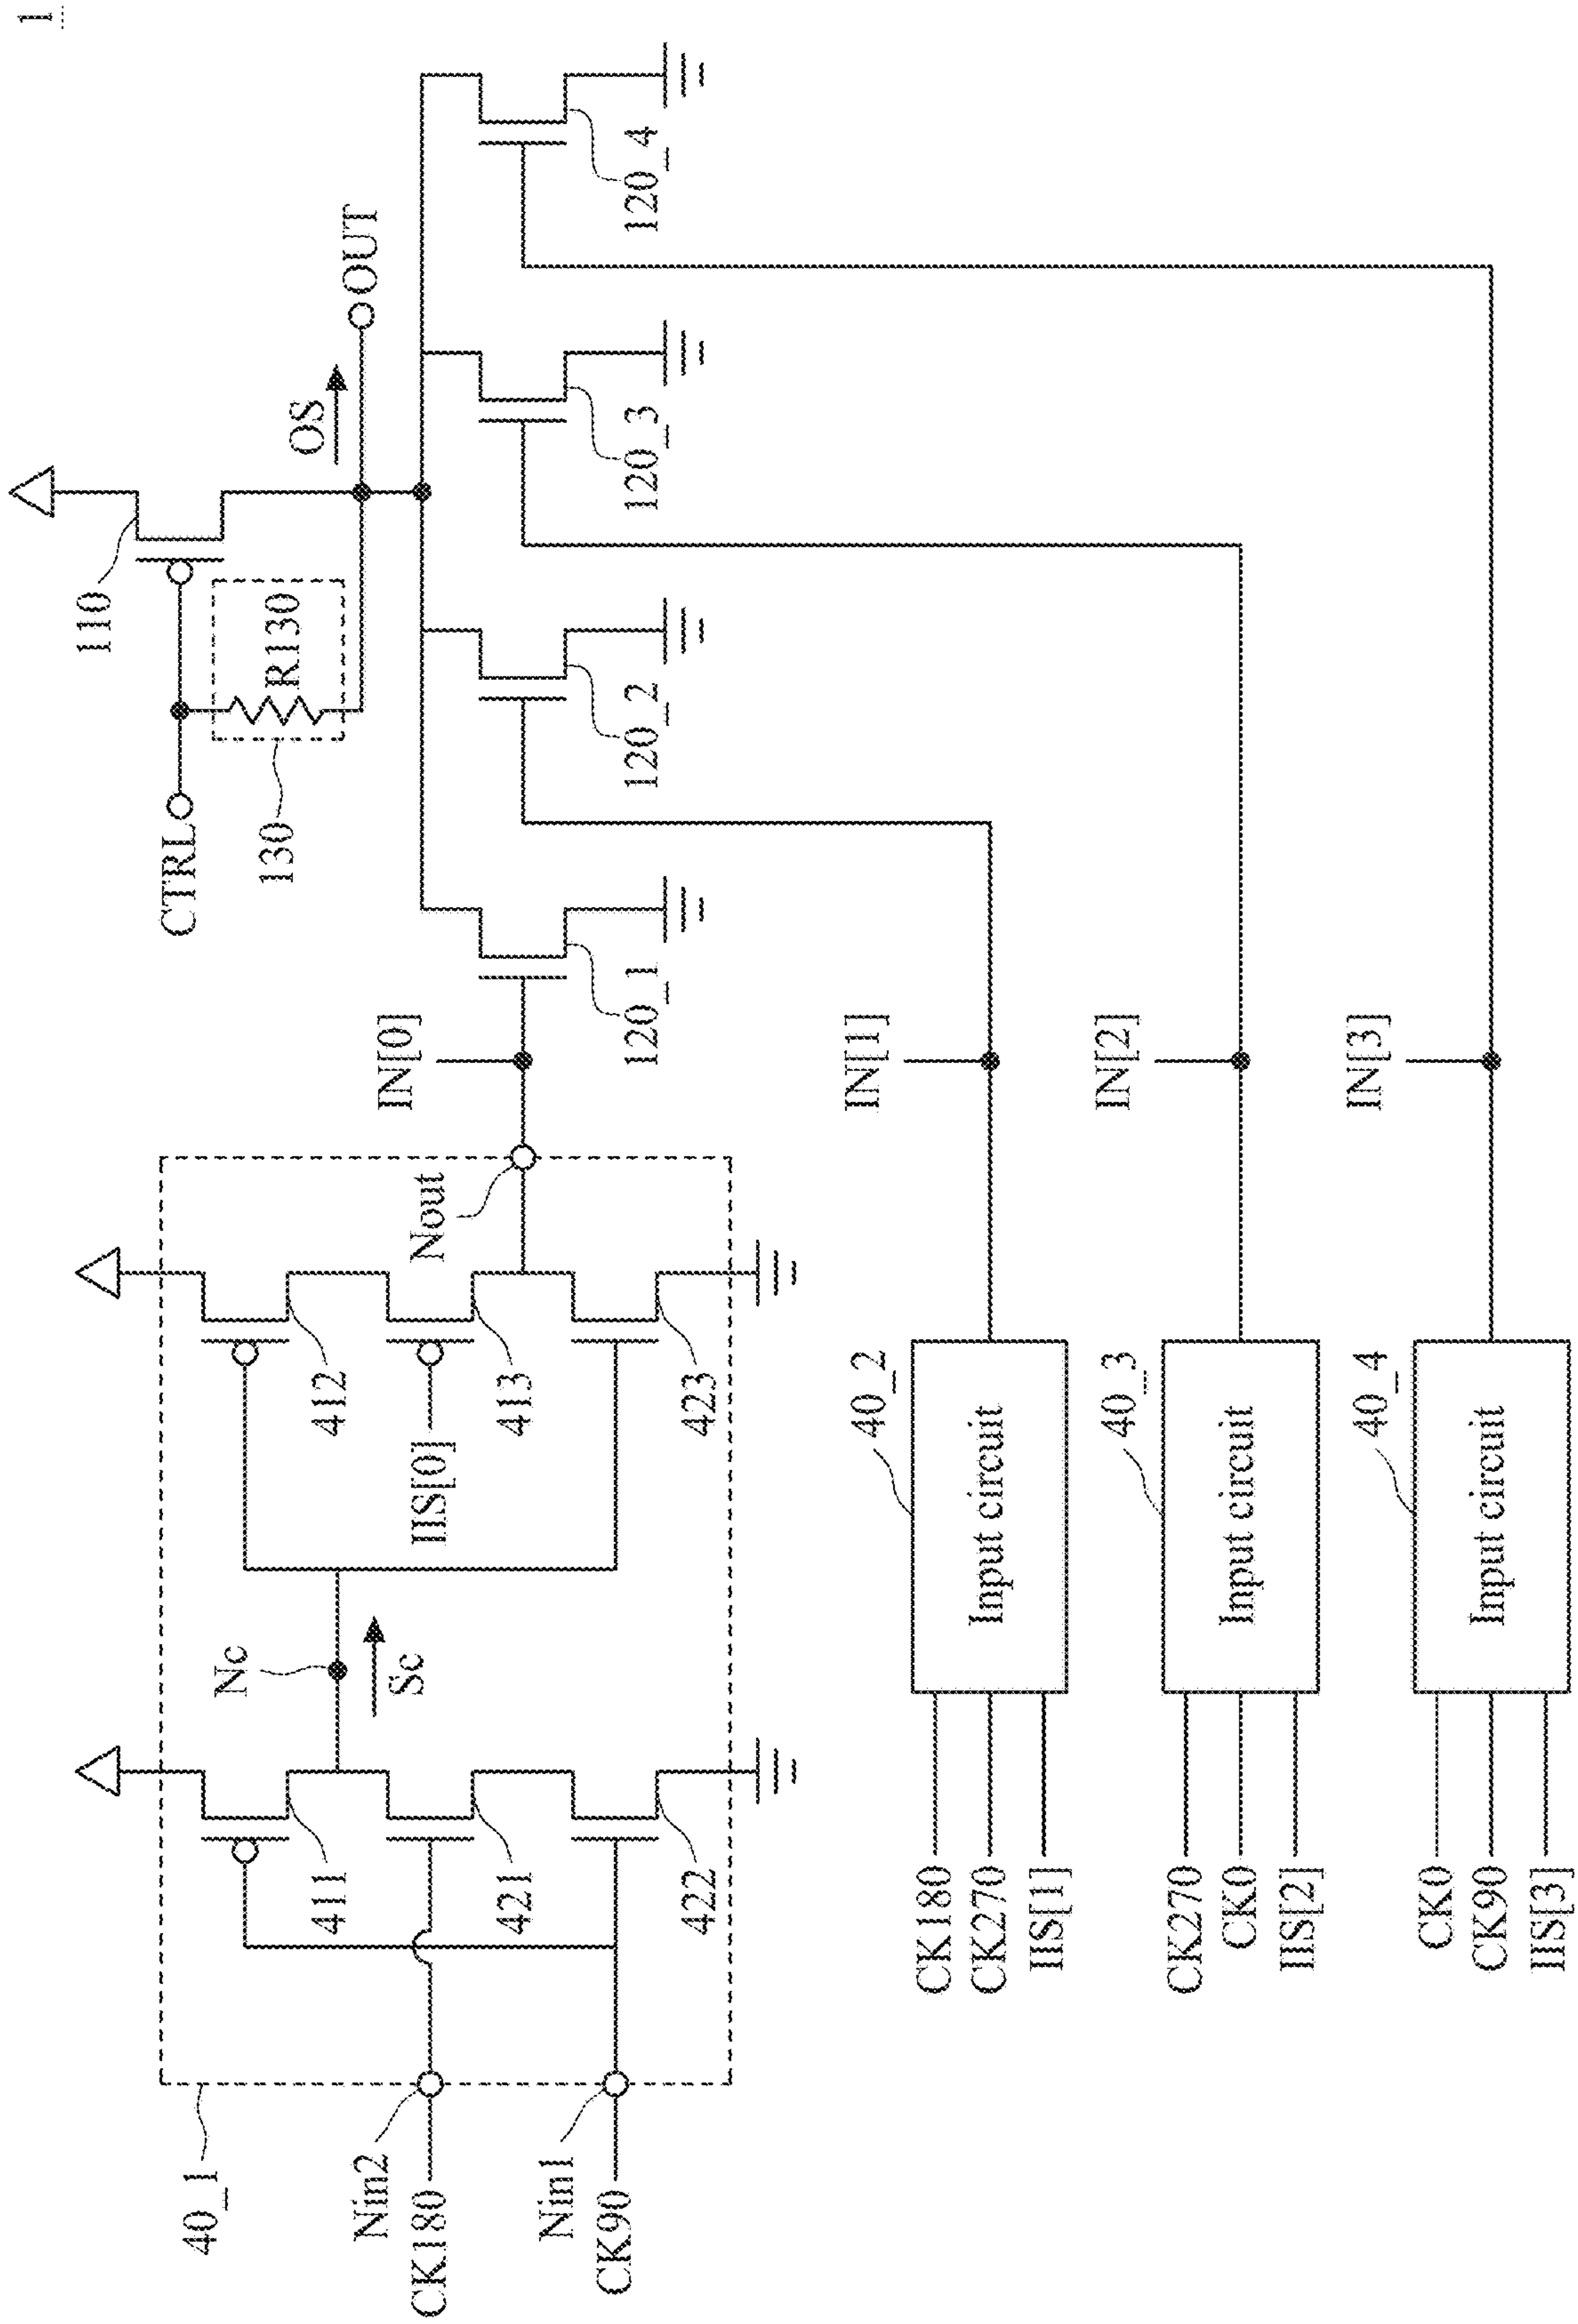 1
110
CTRL
130
R130
OS
OUT
120_1
120_2
120_3
120_4
IN[0]
IN[1]
IN[2]
IN[3]
40_1
Nin2
CK180
Nin1
CK90
411
421
422
Nc
Sc
412
IIS[0]
413
423
Nout
40_2
Input circuit
CK180
CK270
IIS[1]
40_3
Input circuit
CK270
CK0
IIS[2]
40_4
Input circuit
CK0
CK90
IIS[3]